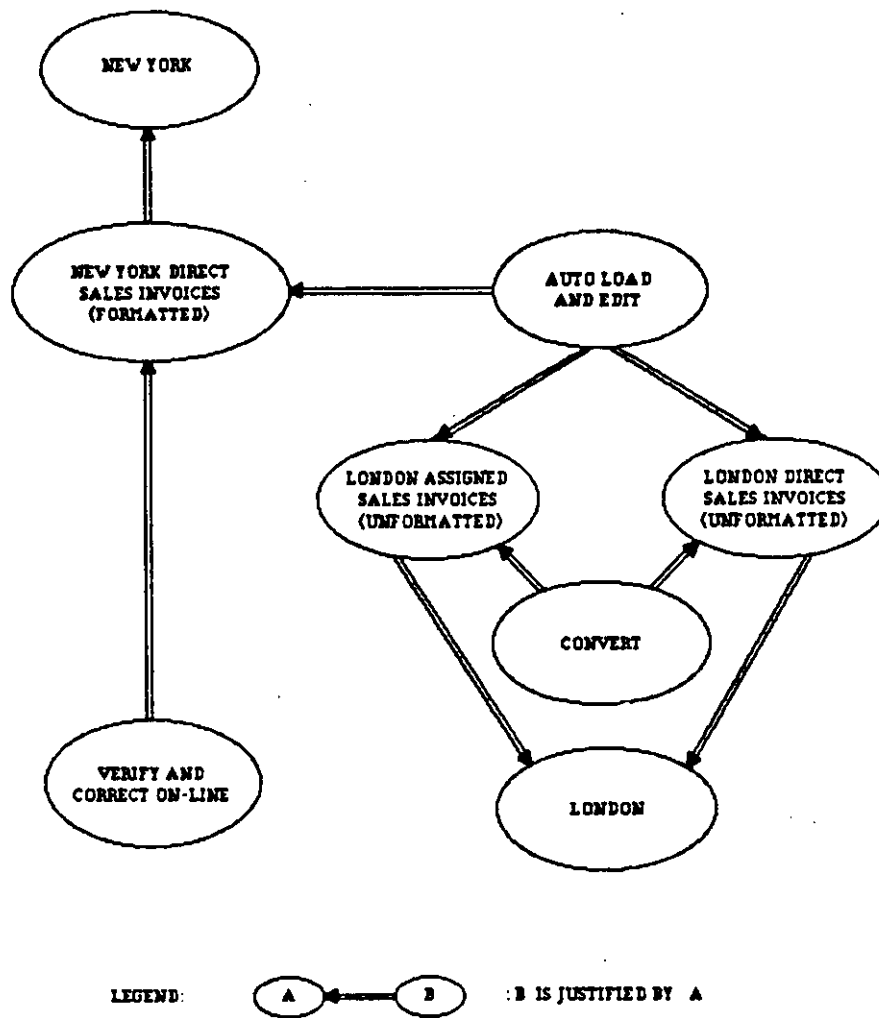 NEW YORK
NEW YORK DIRECT
SALES INVOICES
(FORMATTED)
AUTO LOAD
AND EDIT
LONDON ASSIGNED
SALES INVOICES
(UNFORMATTED)
LONDON DIRECT
SALES INVOICES
(UNFORMATTED)
CONVERT
VERIFY AND
CORRECT ON-LINE
LONDON
LEGEND: A B : B IS JUSTIFIED BY A